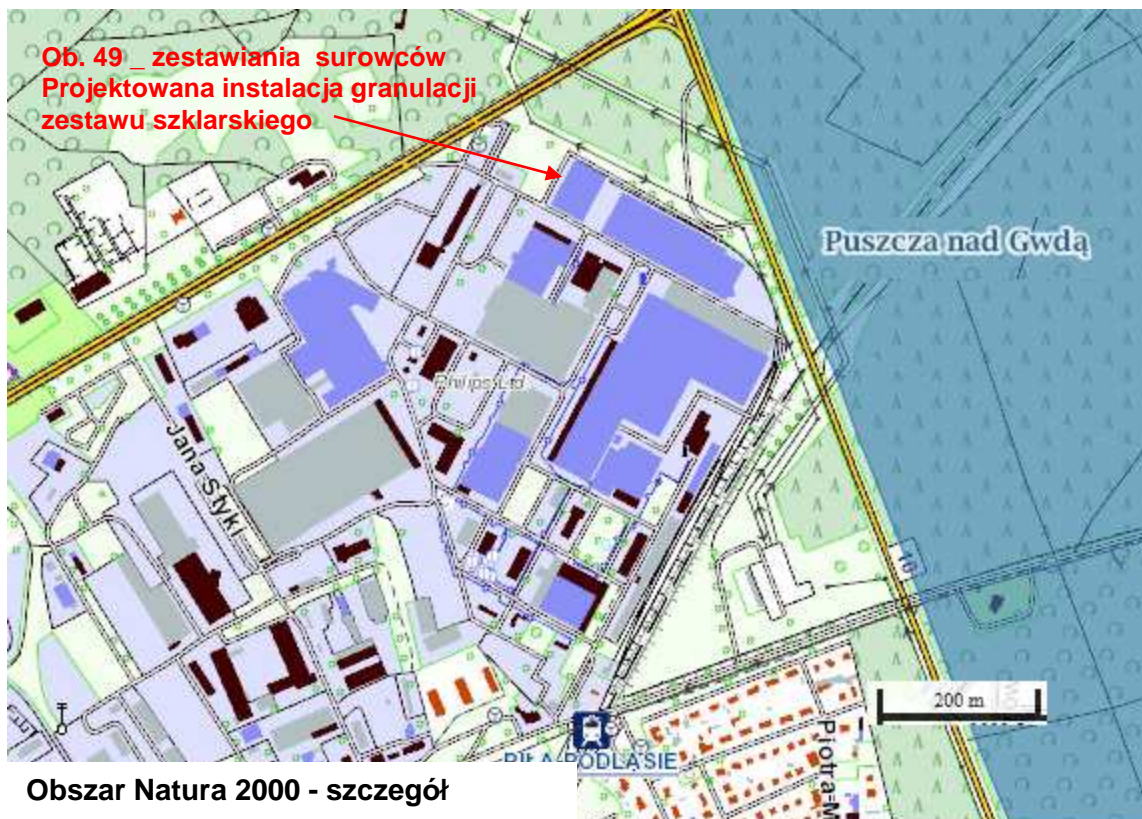 Ob. 49 _ zestawiania surowców
Projektowana instalacja granulacji
zestawu szklarskiego
Puszcza nad Gwdą
Philips Ltd
Jana Styki
10
200 m
PIŁA PODLASIE
Piotra
Obszar Natura 2000 - szczegół